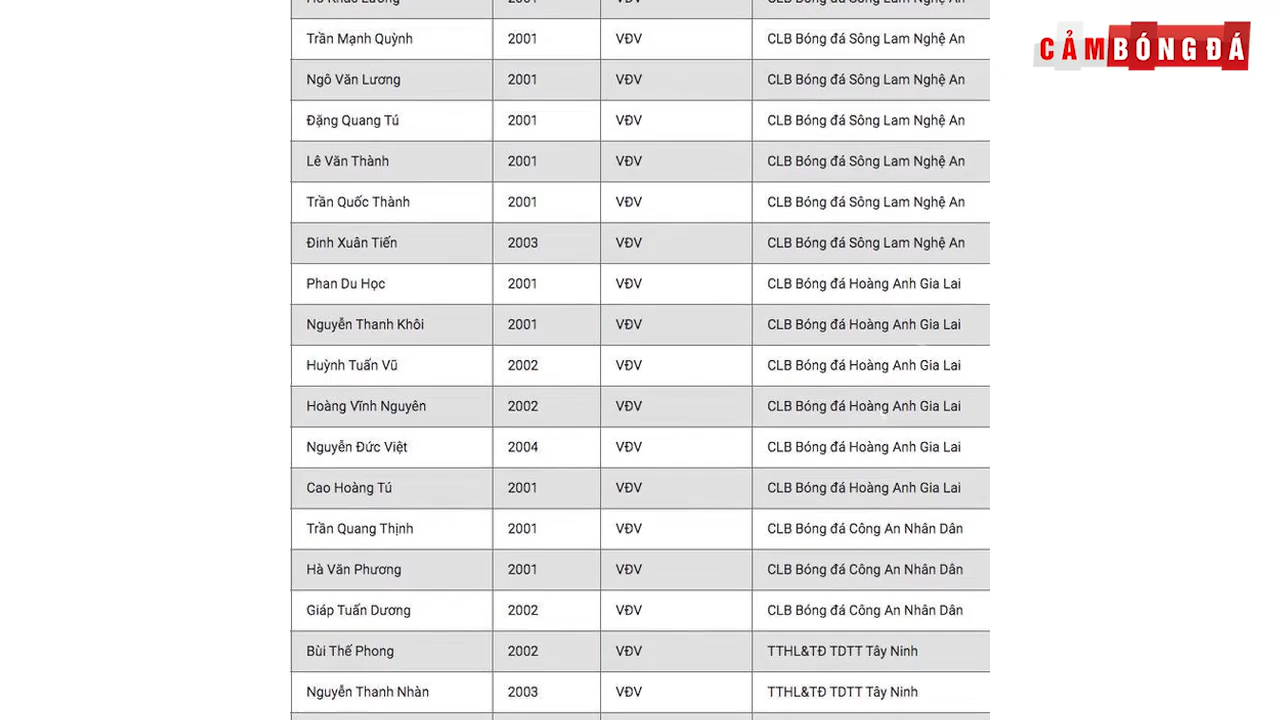 CẢM BÓNG ĐÁ
2001 VĐV CLB Bóng đá Sông Lam Nghệ An
Trần Mạnh Quỳnh 2001 VĐV CLB Bóng đá Sông Lam Nghệ An
Ngô Văn Lương 2001 VĐV CLB Bóng đá Sông Lam Nghệ An
Đặng Quang Tú 2001 VĐV CLB Bóng đá Sông Lam Nghệ An
Lê Văn Thành 2001 VĐV CLB Bóng đá Sông Lam Nghệ An
Trần Quốc Thành 2001 VĐV CLB Bóng đá Sông Lam Nghệ An
Đinh Xuân Tiến 2003 VĐV CLB Bóng đá Sông Lam Nghệ An
Phan Du Học 2001 VĐV CLB Bóng đá Hoàng Anh Gia Lai
Nguyễn Thanh Khôi 2001 VĐV CLB Bóng đá Hoàng Anh Gia Lai
Huỳnh Tuấn Vũ 2002 VĐV CLB Bóng đá Hoàng Anh Gia Lai
Hoàng Vĩnh Nguyên 2002 VĐV CLB Bóng đá Hoàng Anh Gia Lai
Nguyễn Đức Việt 2004 VĐV CLB Bóng đá Hoàng Anh Gia Lai
Cao Hoàng Tú 2001 VĐV CLB Bóng đá Hoàng Anh Gia Lai
Trần Quang Thịnh 2001 VĐV CLB Bóng đá Công An Nhân Dân
Hà Văn Phương 2001 VĐV CLB Bóng đá Công An Nhân Dân
Giáp Tuấn Dương 2002 VĐV CLB Bóng đá Công An Nhân Dân
Bùi Thế Phong 2002 VĐV TTHL&TĐ TDTT Tây Ninh
Nguyễn Thanh Nhàn 2003 VĐV TTHL&TĐ TDTT Tây Ninh